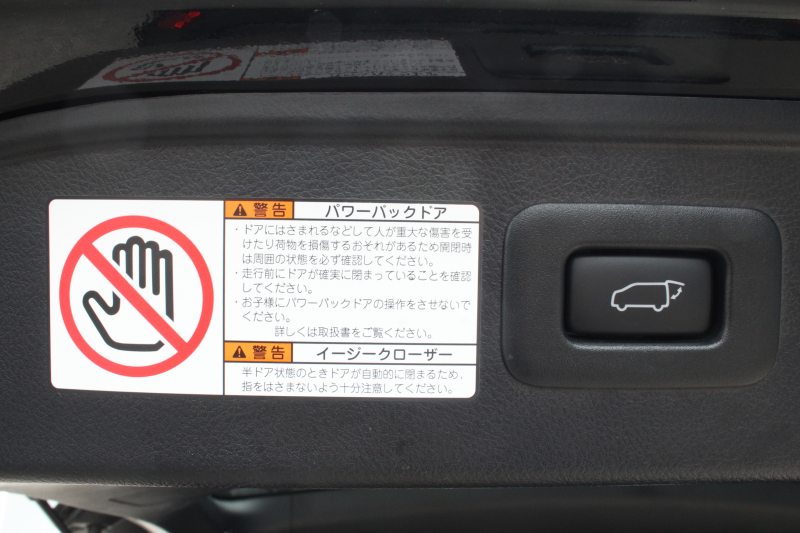 警告 パワーバックドア
・ドアにはさまれるなどして人が重大な傷害を受
けたり荷物を損傷するおそれがあるため開閉時
は周囲の状態を必ず確認してください。
・走行前にドアが確実に閉まっていることを確認
してください。
・お子様にパワーバックドアの操作をさせないで
ください。
詳しくは取扱書をご覧ください。
警告 イージークローザー
半ドア状態のときドアが自動的に閉まるため、
指をはさまないよう十分注意してください。